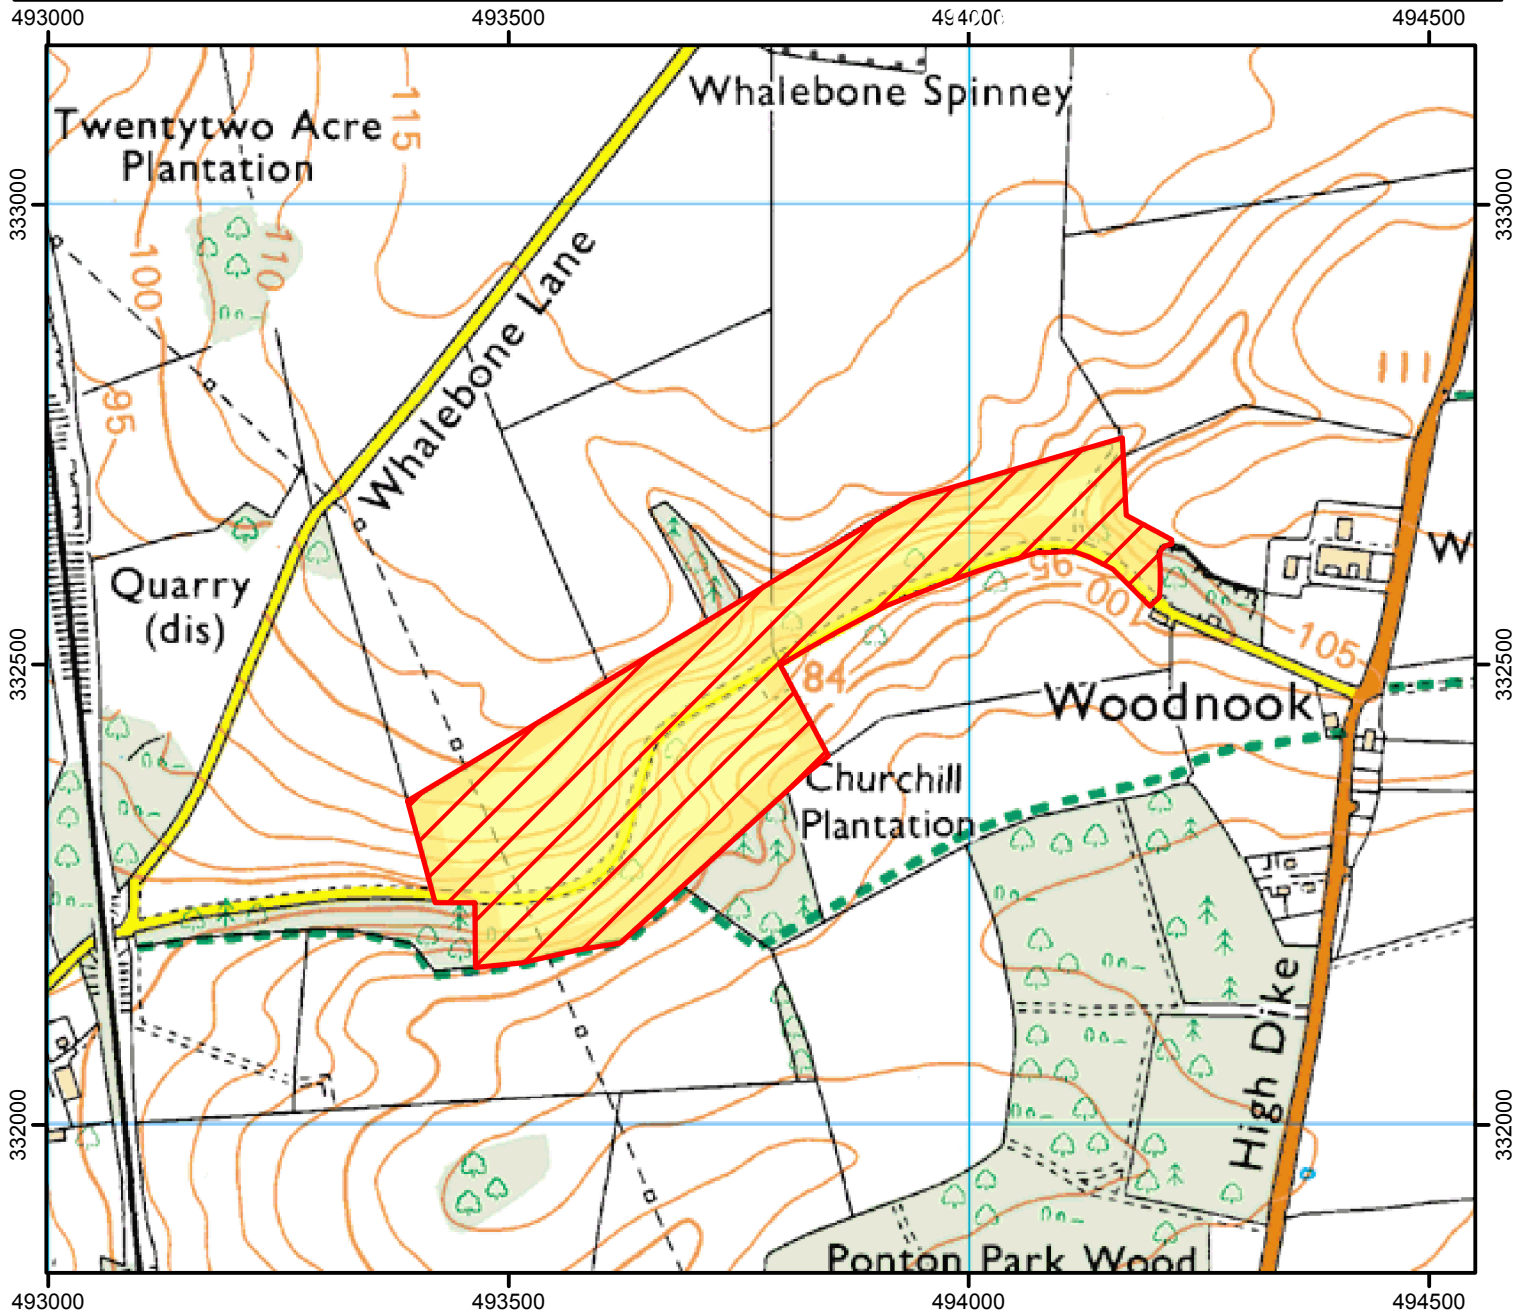 493000
493500
494000
494500
Whalebone Spinney
115
Twentytwo Acre
Plantation
333000
333000
110
100
Whalebone Lane
111
95
W
Quarry
(dis)
95
100
105
332500
332500
84
Woodnook
Churchill
Plantation
High Dike
332000
332000
Ponton Park Wood
493000
493500
494000
494500